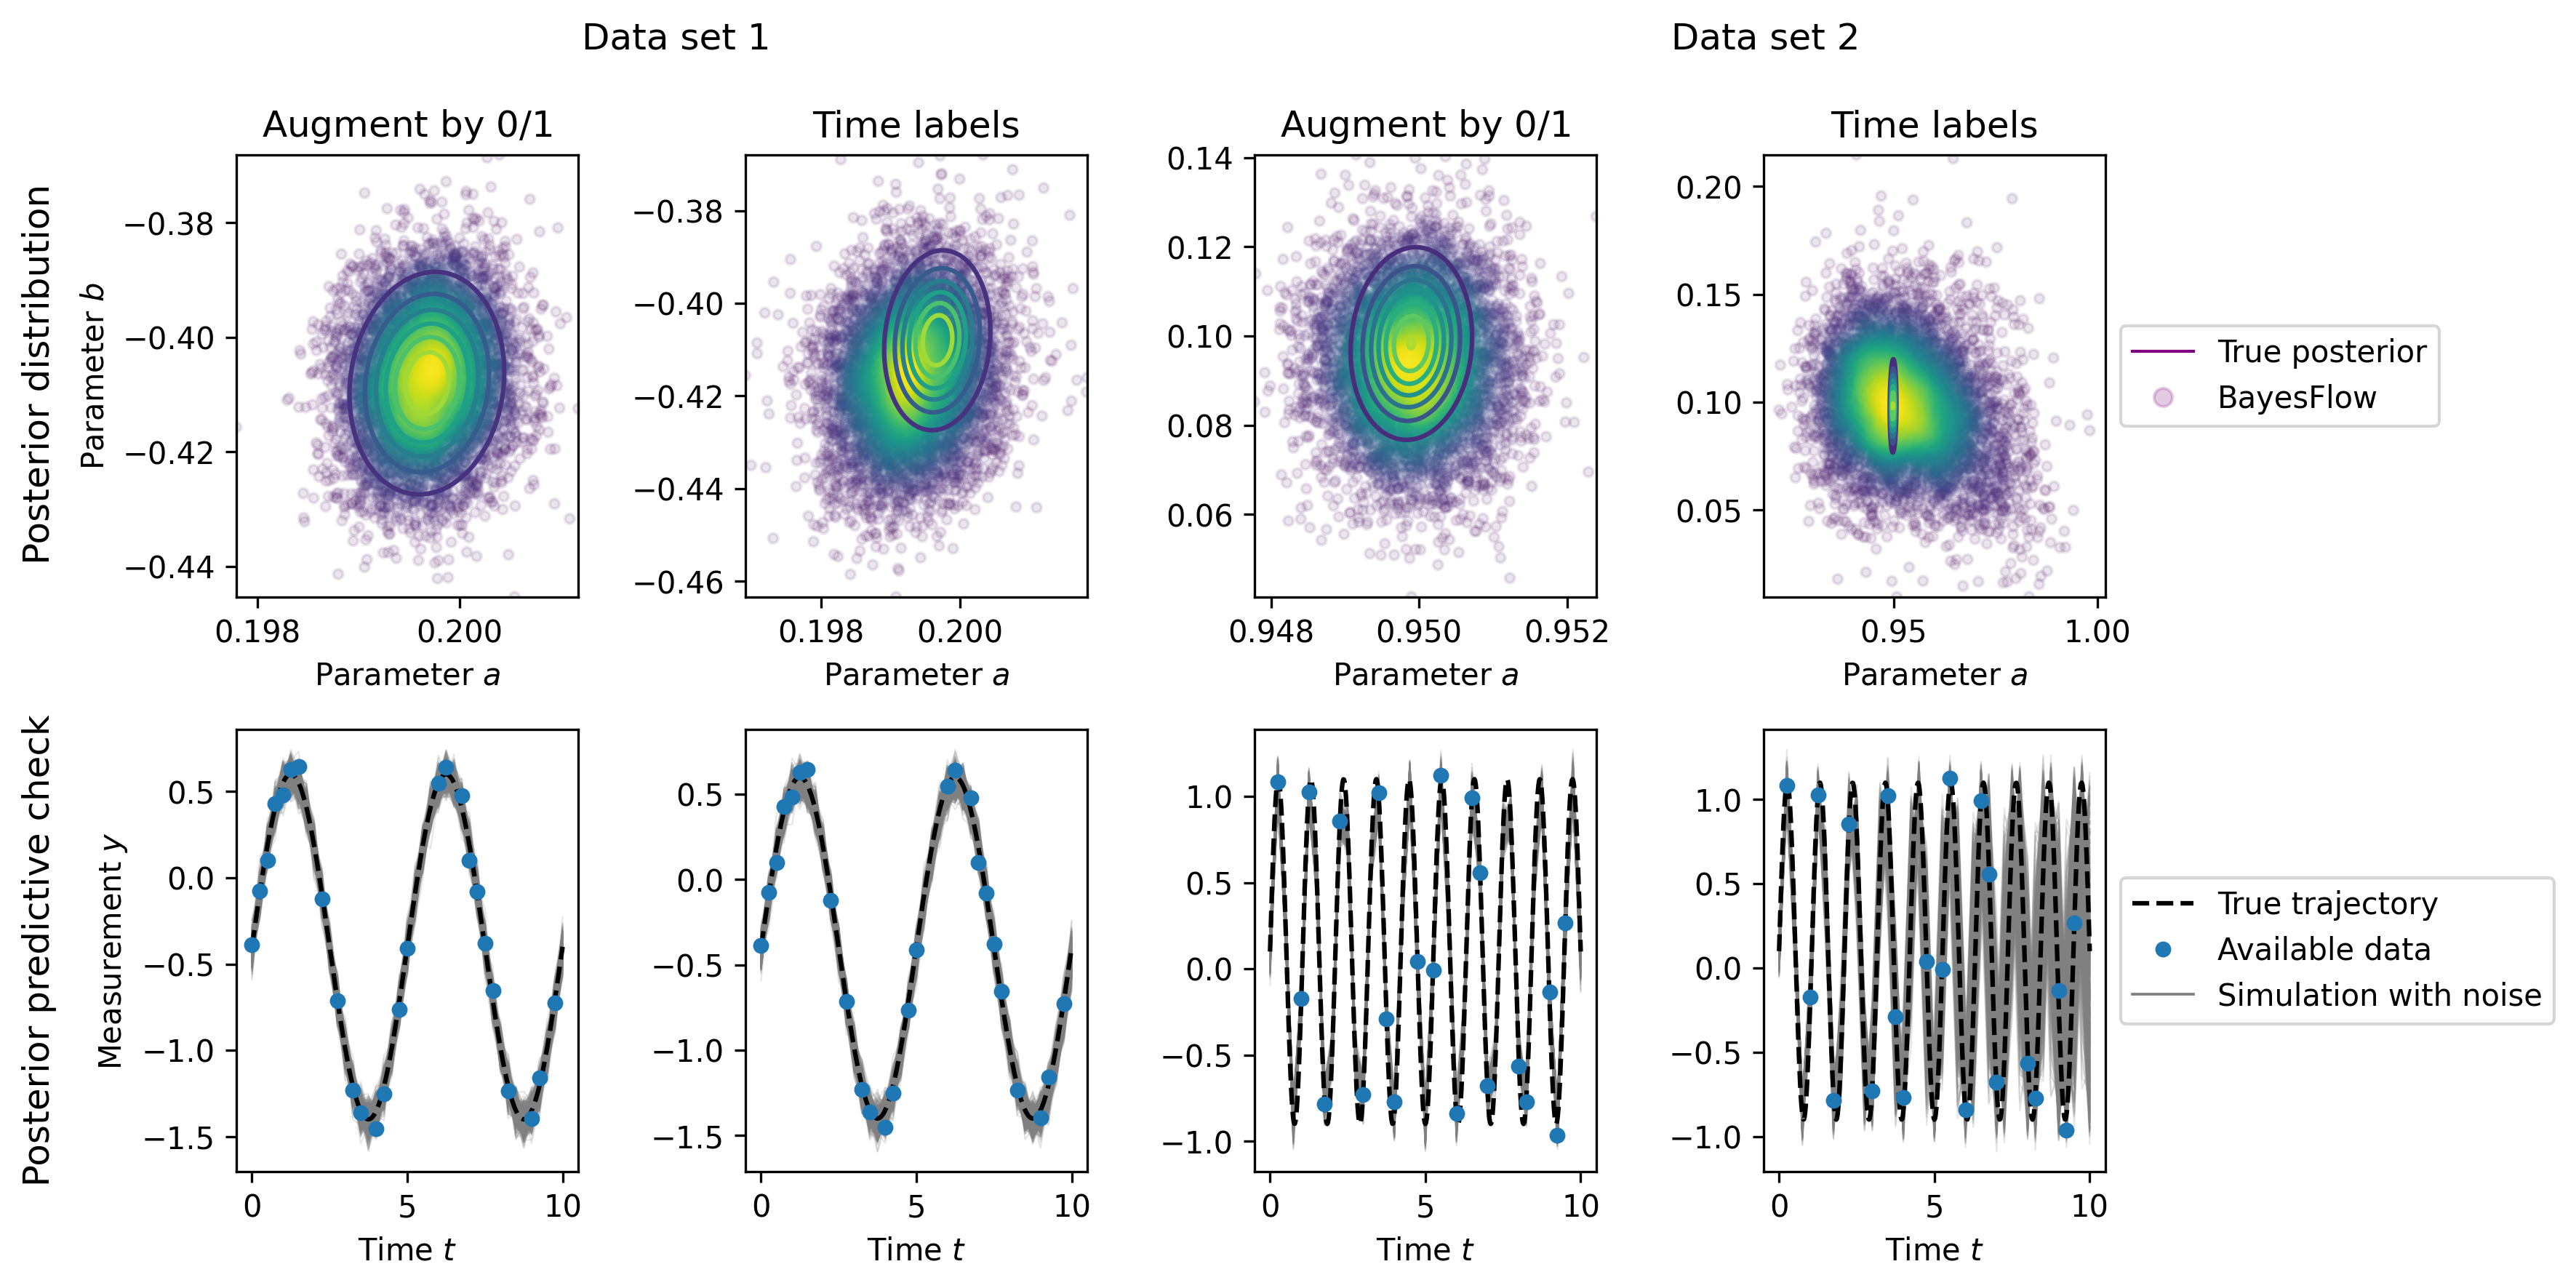 Data set 1
Data set 2
Augment by 0/1
Time labels
Augment by 0/1
Time labels
Posterior distribution
Parameter b
−0.38
−0.40
−0.42
−0.44
0.198
0.200
Parameter a
−0.38
−0.40
−0.42
−0.44
−0.46
0.198
0.200
Parameter a
0.14
0.12
0.10
0.08
0.06
0.948
0.950
0.952
Parameter a
0.20
0.15
0.10
0.05
0.95
1.00
Parameter a
True posterior
BayesFlow
Posterior predictive check
Measurement y
0.5
0.0
−0.5
−1.0
−1.5
0
5
10
Time t
0.5
0.0
−0.5
−1.0
−1.5
0
5
10
Time t
1.0
0.5
0.0
−0.5
−1.0
0
5
10
Time t
1.0
0.5
0.0
−0.5
−1.0
0
5
10
Time t
True trajectory
Available data
Simulation with noise